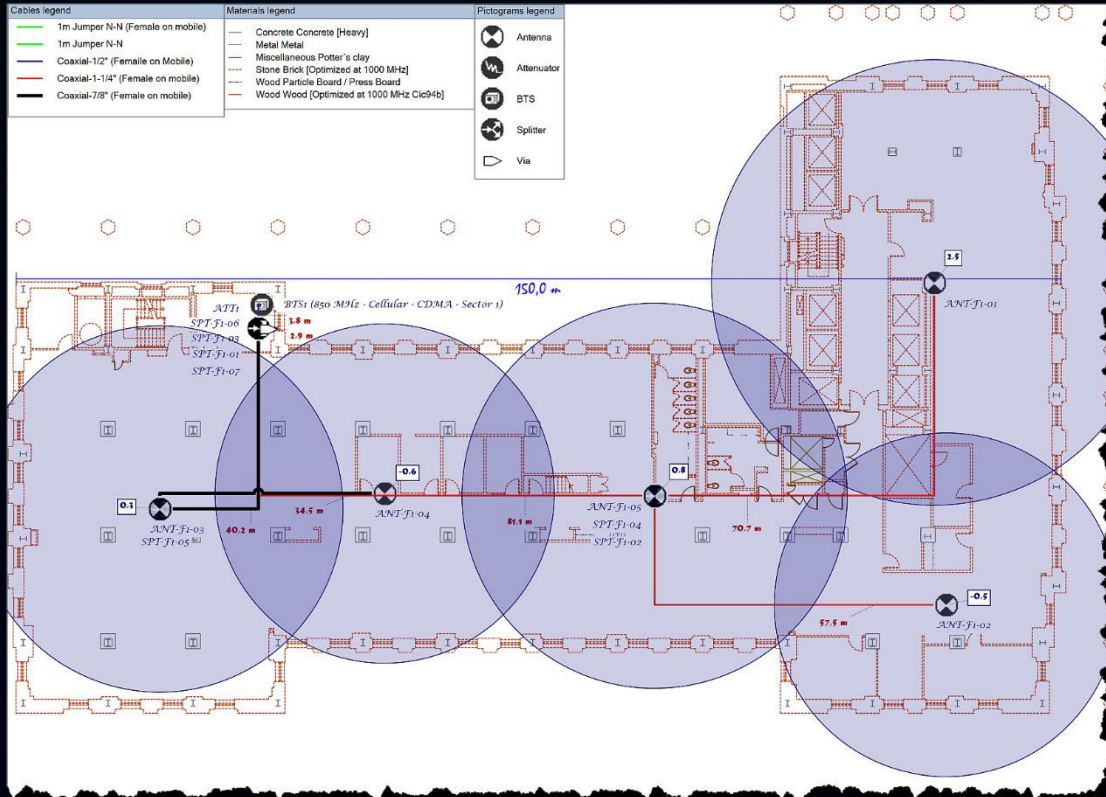 Cables legend
1m Jumper N-N (Female on mobile)
1m Jumper N-N
Coaxial-1/2" (Female on Mobile)
Coaxial-1-1/4" (Female on mobile)
Coaxial-7/8" (Female on mobile)
Materials legend
Concrete Concrete [Heavy]
Metal Metal
Miscellaneous Potter's clay
Stone Brick [Optimized at 1000 MHz]
Wood Particle Board / Press Board
Wood Wood [Optimized at 1000 MHz Cic94b]
Pictograms legend
Antenna
Attenuator
BTS
Splitter
Via
2.5
ANT-F1-01
150,0 m
ATT1
BTS1 (850 MHz - Cellular - CDMA - Sector 1)
SPT-F1-06
3.8 m
SPT-F1-03
2.9 m
SPT-F1-01
SPT-F1-07
-0.6
0.8
0.3
34.5 m
ANT-F1-04
ANT-F1-05
ANT-F1-03
40.2 m
81.1 m
SPT-F1-04
70.7 m
SPT-F1-05
SPT-F1-02
-0.5
57.5 m
ANT-F1-02